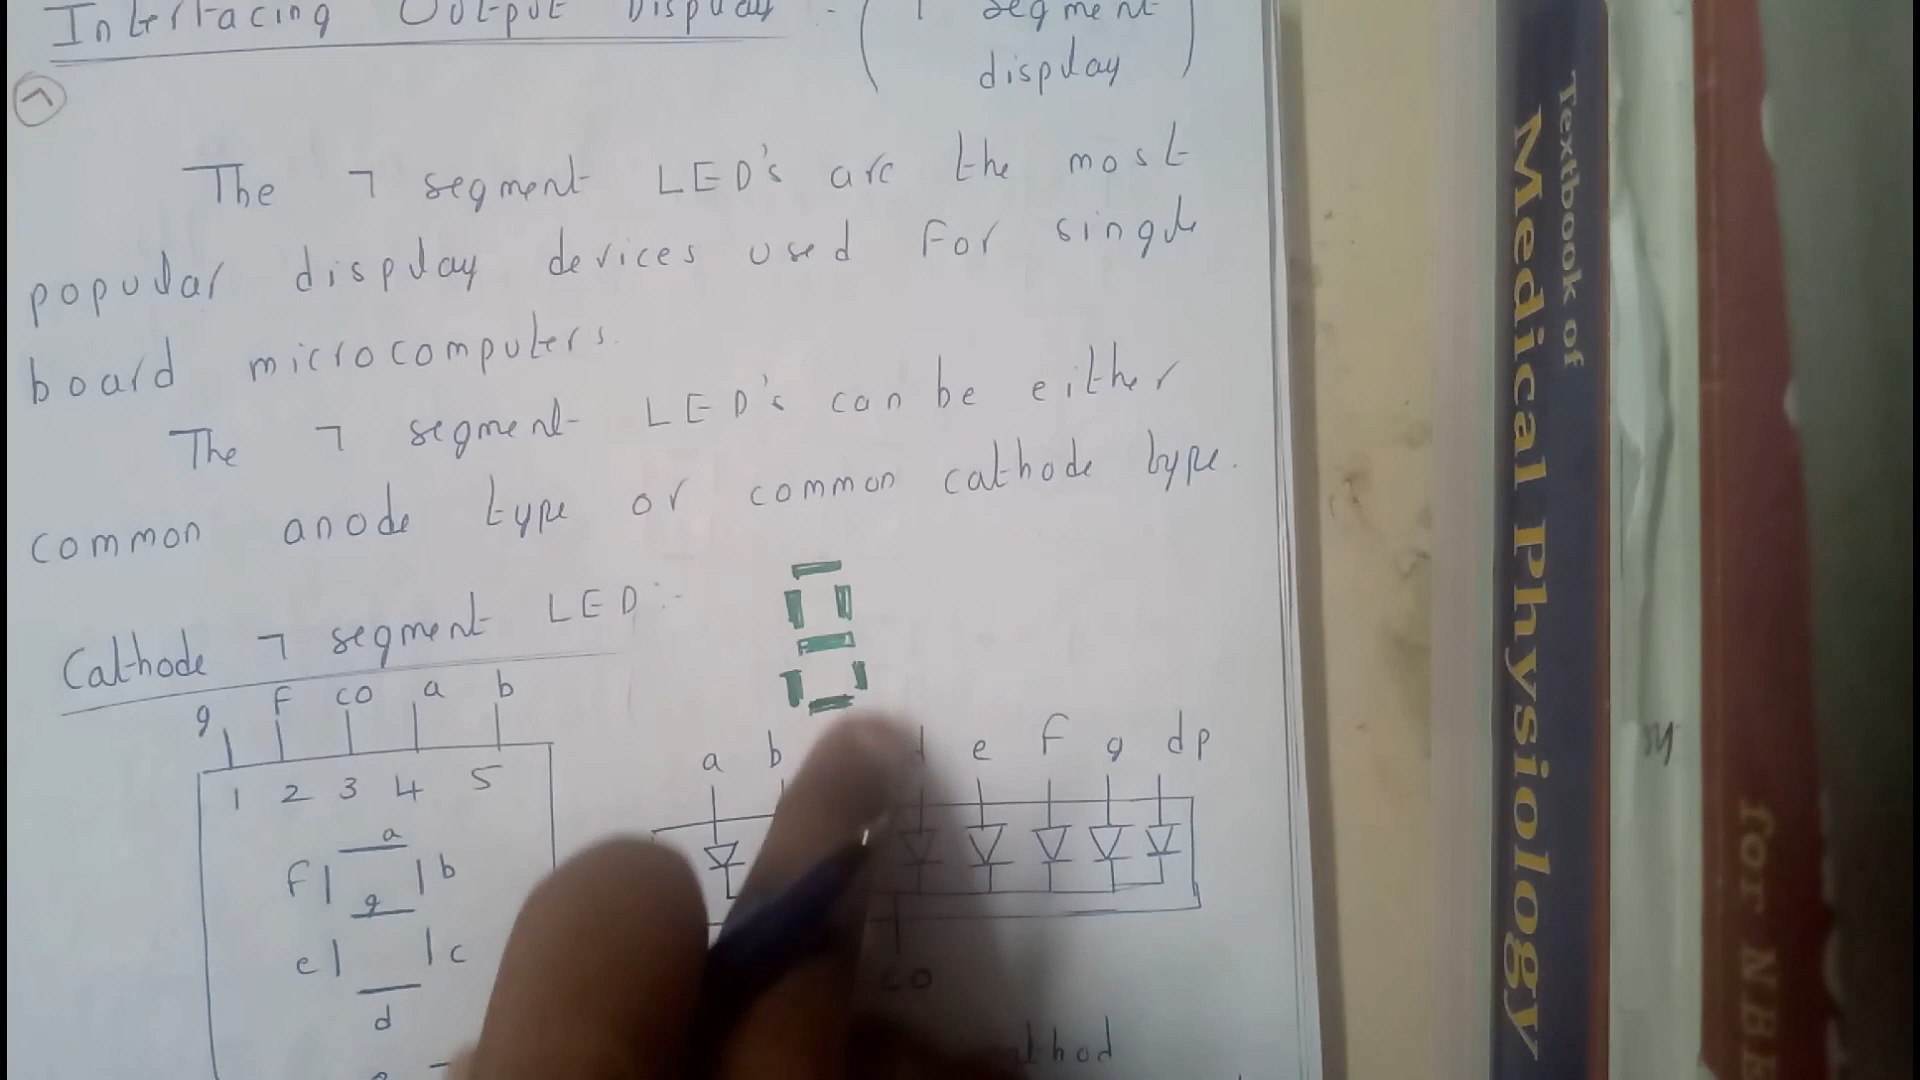 Interfacing Output Display :- ( 7 segment
display )
7
The 7 segment LED's are the most
popular display devices used for single
board microcomputers.
The 7 segment LED's can be either
common anode type or common cathode type.
Cathode 7 segment LED :-
g f co a b
1 2 3 4 5
a
f b
g
e c
d
a b d e f g dp
co
Textbook of
Medical Physiology